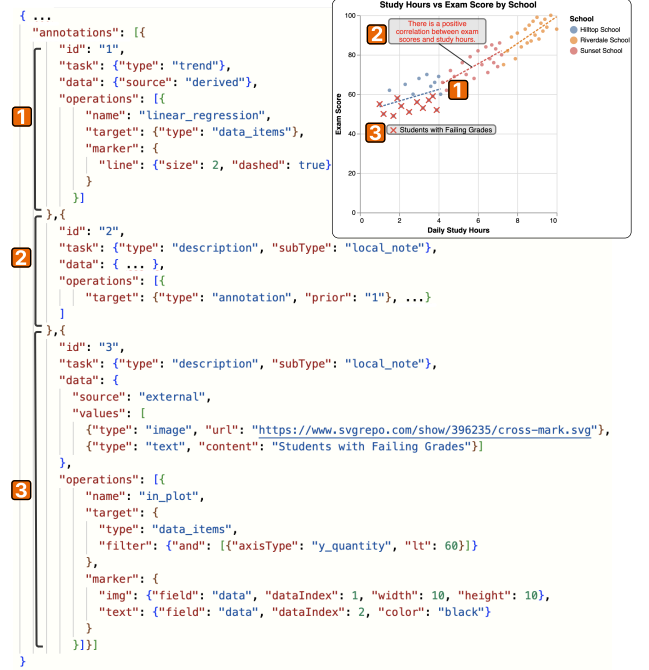 { ...
"annotations": [{
"id": "1",
"task": {"type": "trend"},
"data": {"source": "derived"},
"operations": [{
"name": "linear_regression",
"target": {"type": "data_items"},
"marker": {
"line": {"size": 2, "dashed": true}
}
}]
1
},{
"id": "2",
"task": {"type": "description", "subType": "local_note"},
"data": { ... },
"operations": [{
"target": {"type": "annotation", "prior": "1"}, ...}
]
2
},{
"id": "3",
"task": {"type": "description", "subType": "local_note"},
"data": {
"source": "external",
"values": [
{"type": "image", "url": "https://www.svgrepo.com/show/396235/cross-mark.svg"},
{"type": "text", "content": "Students with Failing Grades"}]
},
"operations": [{
"name": "in_plot",
"target": {
"type": "data_items",
"filter": {"and": [{"axisType": "y_quantity", "lt": 60}]}
},
"marker": {
"img": {"field": "data", "dataIndex": 1, "width": 10, "height": 10},
"text": {"field": "data", "dataIndex": 2, "color": "black"}
}
}]}]
3
}
Study Hours vs Exam Score by School
100
80
60
40
20
0
Exam Score
0
2
4
6
8
10
Daily Study Hours
2
There is a positive
correlation between exam
scores and study hours.
1
3
Students with Failing Grades
School
Hilltop School
Riverdale School
Sunset School